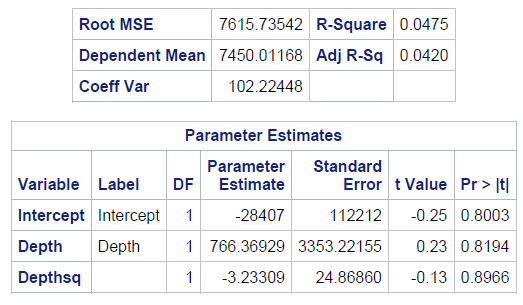 Root MSE 7615.73542 R-Square 0.0475
Dependent Mean 7450.01168 Adj R-Sq 0.0420
Coeff Var 102.22448
Parameter Estimates
Variable Label DF Parameter Estimate Standard Error t Value Pr > |t|
Intercept Intercept 1 -28407 112212 -0.25 0.8003
Depth Depth 1 766.36929 3353.22155 0.23 0.8194
Depthsq 1 -3.23309 24.86860 -0.13 0.8966